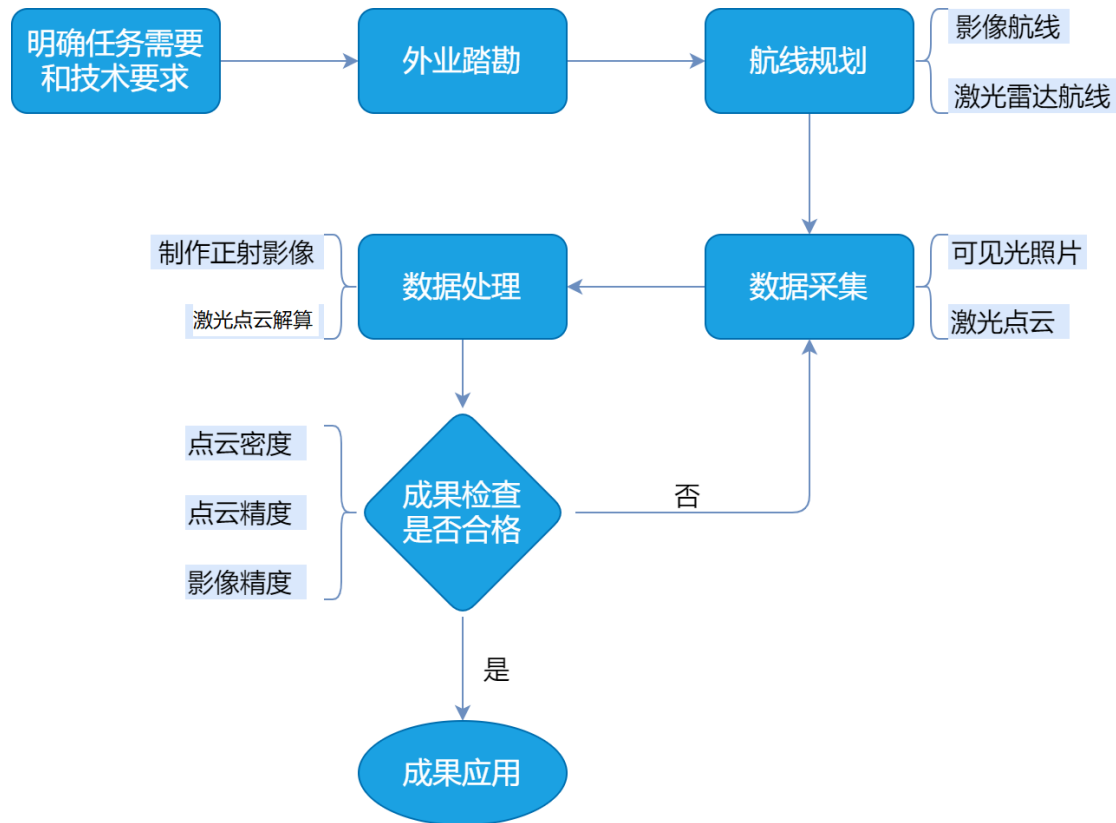 明确任务需要
和技术要求
外业踏勘
航线规划
影像航线
激光雷达航线
制作正射影像
激光点云解算
数据处理
数据采集
可见光照片
激光点云
点云密度
点云精度
影像精度
成果检查
是否合格
否
是
成果应用